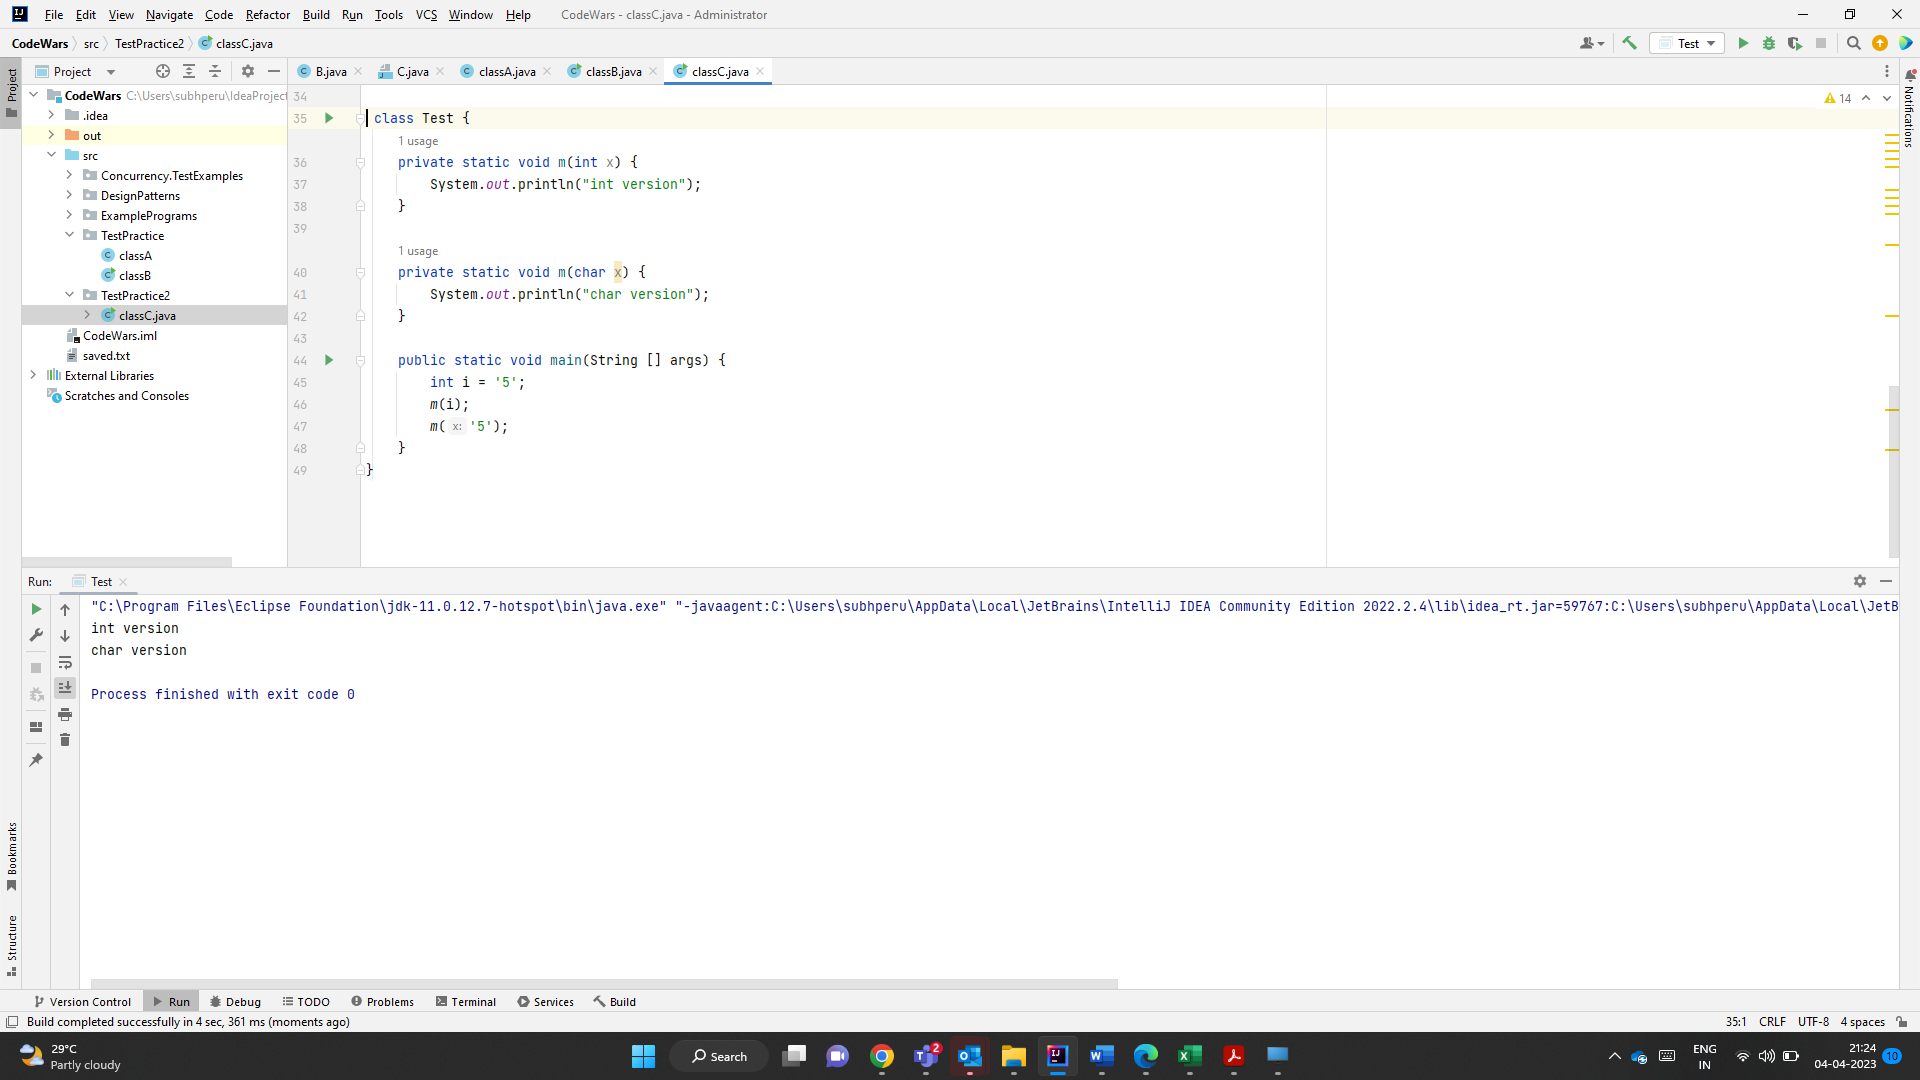 File Edit View Navigate Code Refactor Build Run Tools VCS Window Help CodeWars - classC.java - Administrator
CodeWars src TestPractice2 classC.java Test
Project B.java C.java classA.java classB.java classC.java
Project
CodeWars C:\Users\subhperu\IdeaProject
.idea
out
src
Concurrency.TestExamples
DesignPatterns
ExamplePrograms
TestPractice
classA
classB
TestPractice2
classC.java
CodeWars.iml
saved.txt
External Libraries
Scratches and Consoles
34
14
35 class Test {
1 usage
36 private static void m(int x) {
37 System.out.println("int version");
38 }
39
1 usage
40 private static void m(char x) {
41 System.out.println("char version");
42 }
43
44 public static void main(String [] args) {
45 int i = '5';
46 m(i);
47 m( x: '5');
48 }
49 }
Notifications
Run: Test
"C:\Program Files\Eclipse Foundation\jdk-11.0.12.7-hotspot\bin\java.exe" "-javaagent:C:\Users\subhperu\AppData\Local\JetBrains\IntelliJ IDEA Community Edition 2022.2.4\lib\idea_rt.jar=59767:C:\Users\subhperu\AppData\Local\JetB
int version
char version
Process finished with exit code 0
Bookmarks
Structure
Version Control Run Debug TODO Problems Terminal Services Build
Build completed successfully in 4 sec, 361 ms (moments ago) 35:1 CRLF UTF-8 4 spaces
29°C
Partly cloudy
Search
2
ENG
IN
21:24
04-04-2023
10